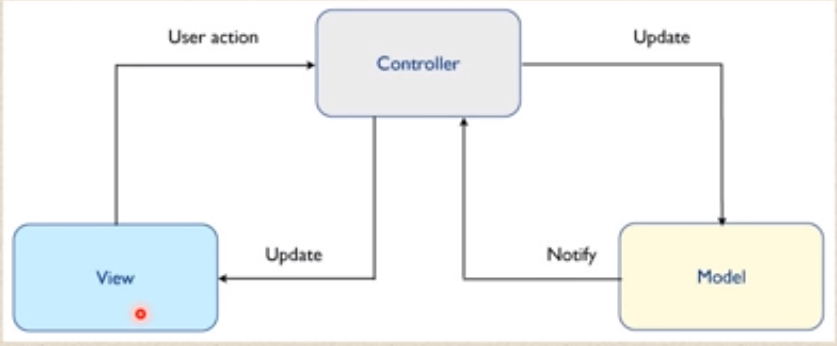 User action
Update
Controller
Update
Notify
View
Model